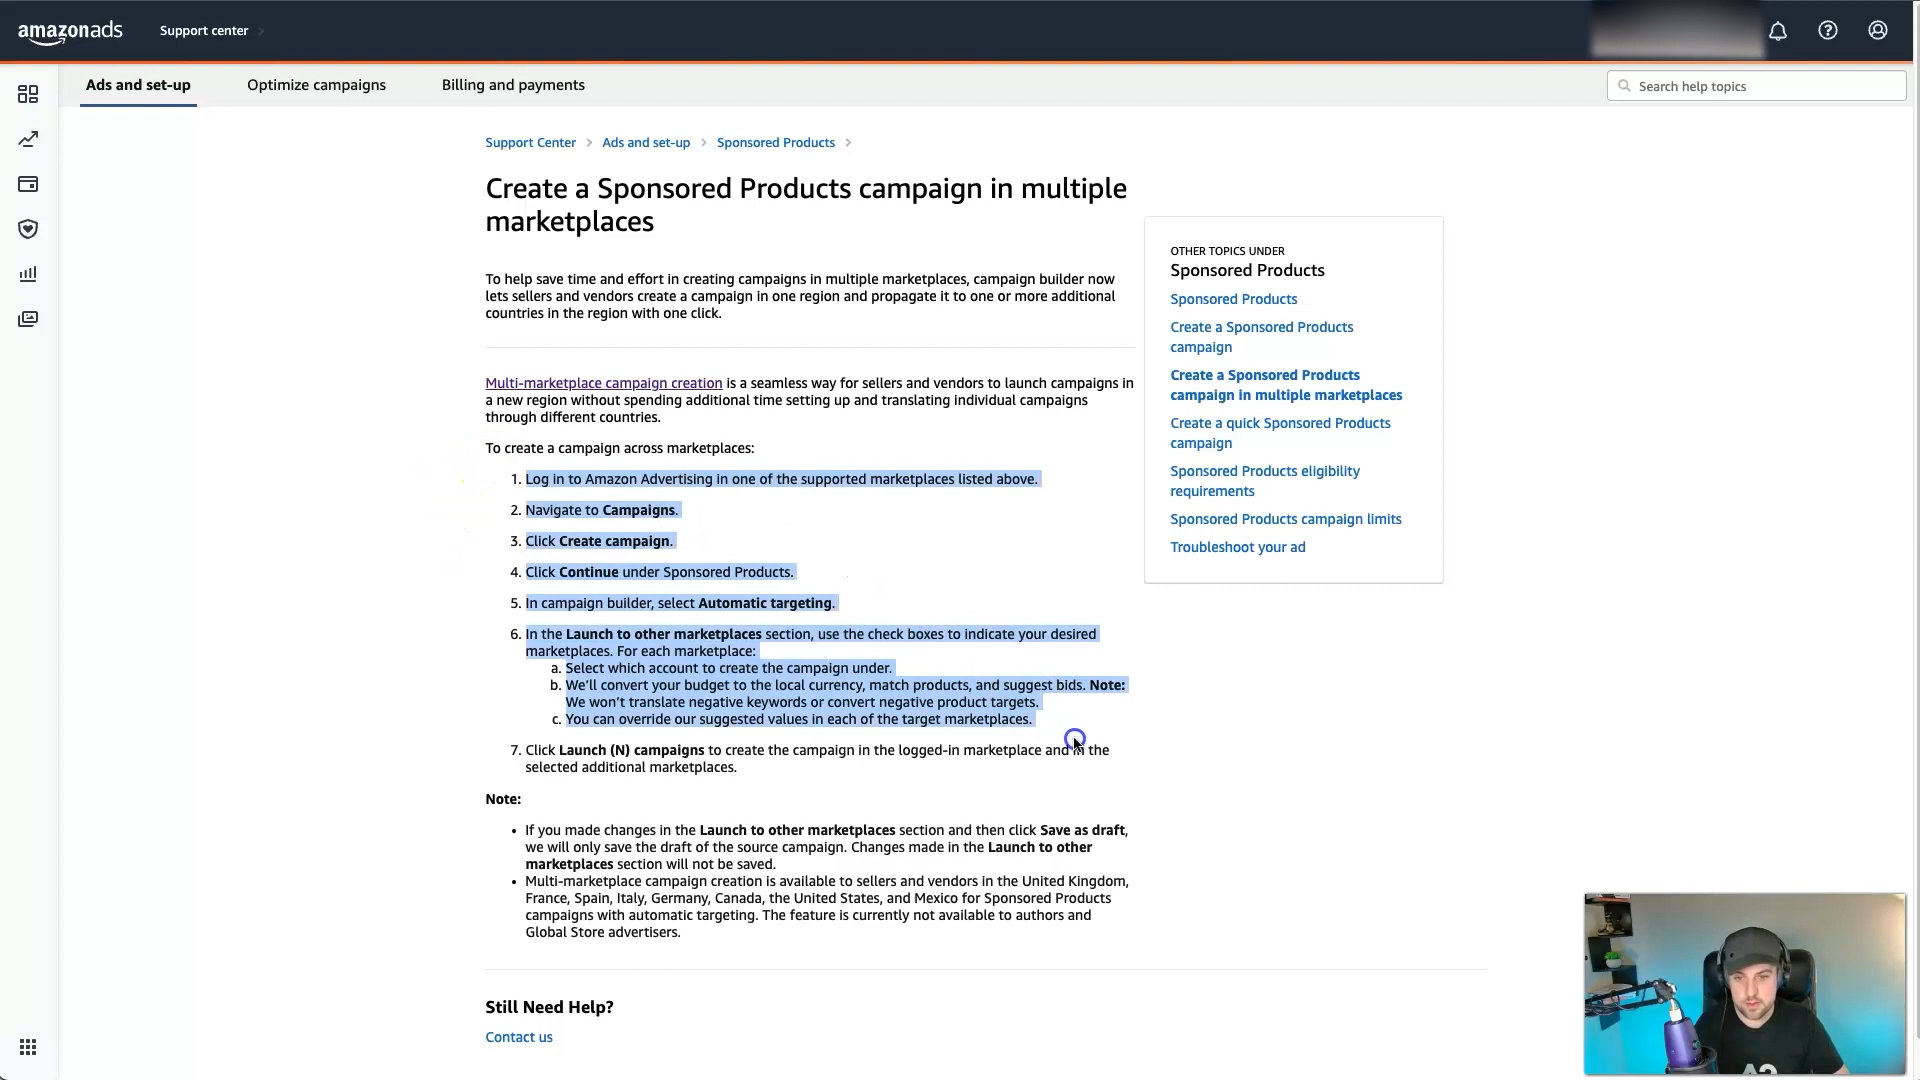 amazonads
Support center
Ads and set-up
Optimize campaigns
Billing and payments
Search help topics
Support Center
Ads and set-up
Sponsored Products
Create a Sponsored Products campaign in multiple
marketplaces
To help save time and effort in creating campaigns in multiple marketplaces, campaign builder now
lets sellers and vendors create a campaign in one region and propagate it to one or more additional
countries in the region with one click.
Multi-marketplace campaign creation is a seamless way for sellers and vendors to launch campaigns in
a new region without spending additional time setting up and translating individual campaigns
through different countries.
To create a campaign across marketplaces:
1. Log in to Amazon Advertising in one of the supported marketplaces listed above.
2. Navigate to Campaigns.
3. Click Create campaign.
4. Click Continue under Sponsored Products.
5. In campaign builder, select Automatic targeting.
6. In the Launch to other marketplaces section, use the check boxes to indicate your desired
marketplaces. For each marketplace:
a. Select which account to create the campaign under.
b. We'll convert your budget to the local currency, match products, and suggest bids. Note:
We won't translate negative keywords or convert negative product targets.
c. You can override our suggested values in each of the target marketplaces.
7. Click Launch (N) campaigns to create the campaign in the logged-in marketplace and in the
selected additional marketplaces.
Note:
• If you made changes in the Launch to other marketplaces section and then click Save as draft,
we will only save the draft of the source campaign. Changes made in the Launch to other
marketplaces section will not be saved.
• Multi-marketplace campaign creation is available to sellers and vendors in the United Kingdom,
France, Spain, Italy, Germany, Canada, the United States, and Mexico for Sponsored Products
campaigns with automatic targeting. The feature is currently not available to authors and
Global Store advertisers.
Still Need Help?
Contact us
OTHER TOPICS UNDER
Sponsored Products
Sponsored Products
Create a Sponsored Products
campaign
Create a Sponsored Products
campaign in multiple marketplaces
Create a quick Sponsored Products
campaign
Sponsored Products eligibility
requirements
Sponsored Products campaign limits
Troubleshoot your ad